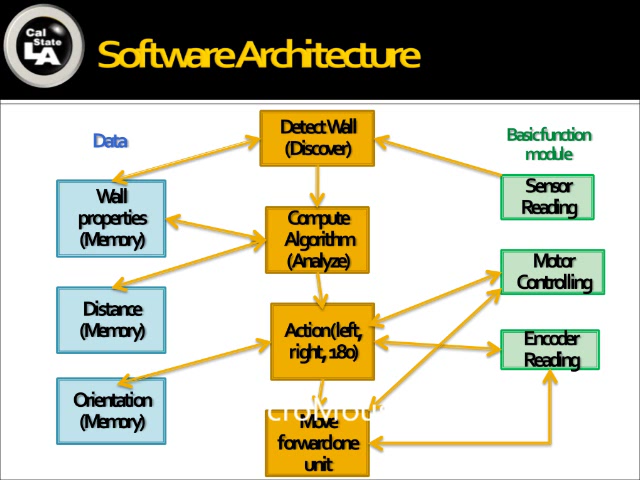 Cal
State
LA
Software Architecture
Data
Detect Wall
(Discover)
Basic function
module
Wall
properties
(Memory)
Sensor
Reading
Compute
Algorithm
(Analyze)
Motor
Controlling
Distance
(Memory)
Action(left,
right, 180)
Encoder
Reading
Orientation
(Memory)
Move
forward one
unit